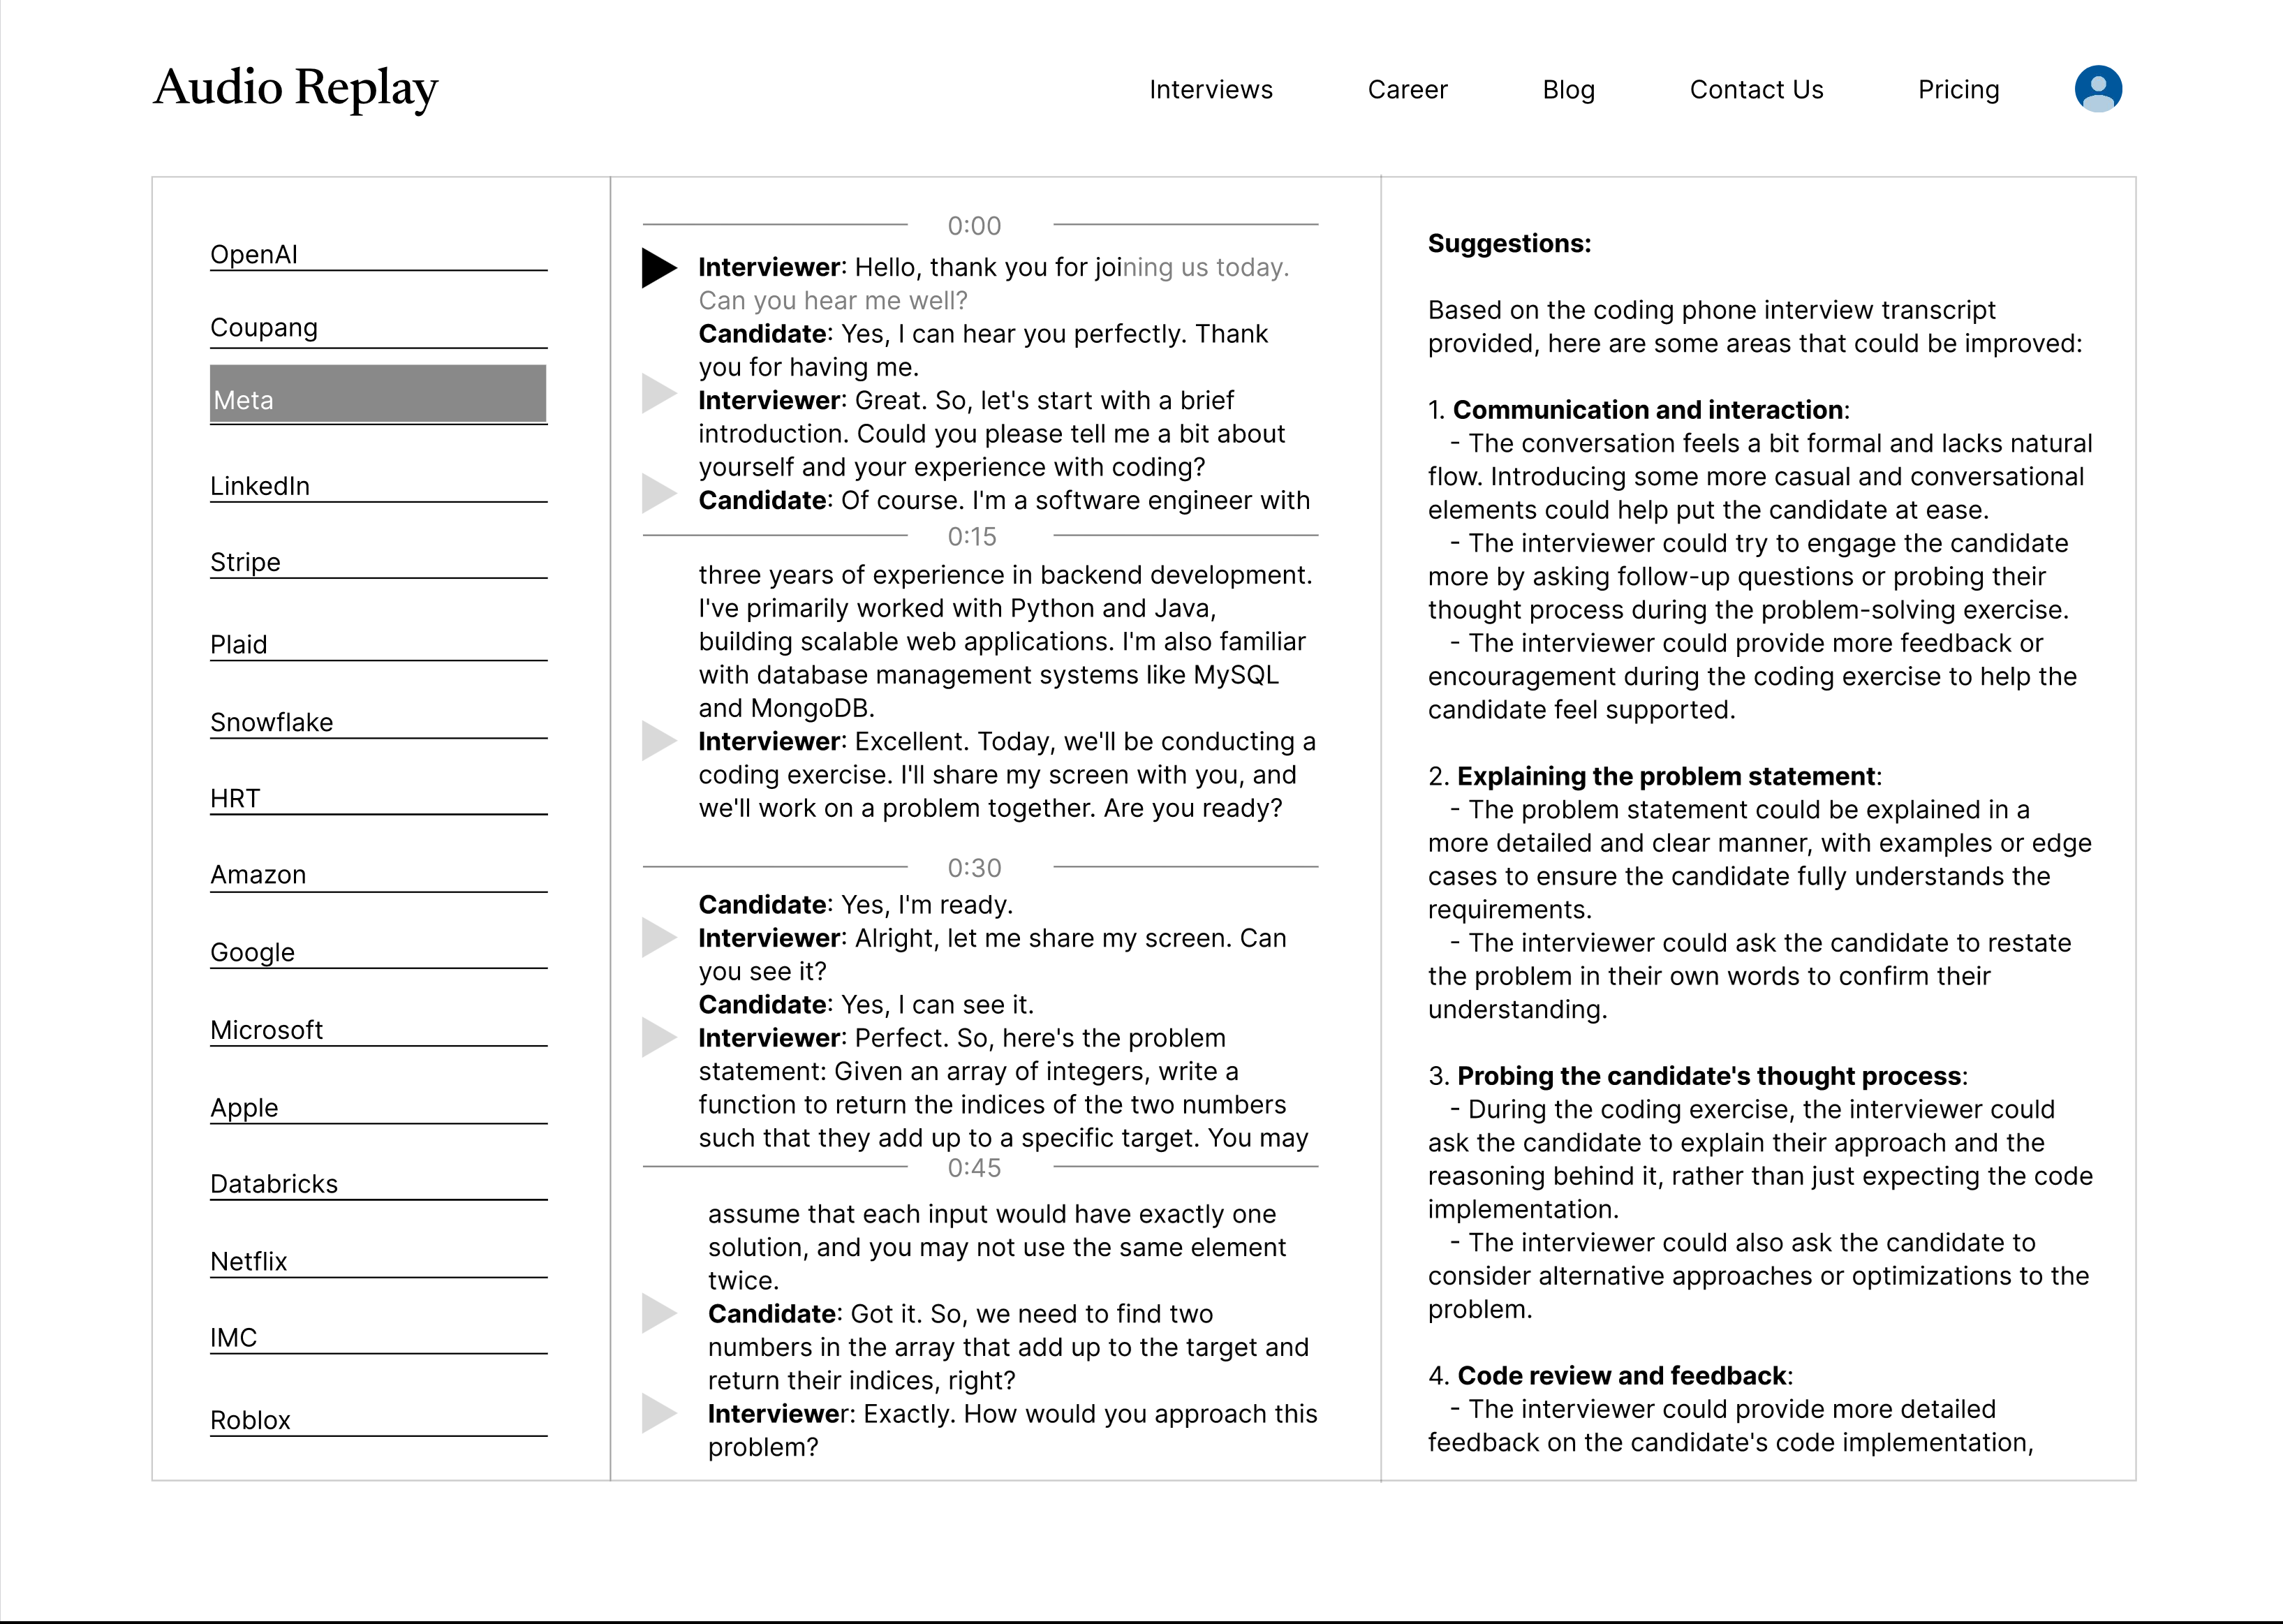 Audio Replay
Interviews Career Blog Contact Us Pricing
OpenAI
Coupang
Meta
LinkedIn
Stripe
Plaid
Snowflake
HRT
Amazon
Google
Microsoft
Apple
Databricks
Netflix
IMC
Roblox
0:00
Interviewer: Hello, thank you for joining us today.
Can you hear me well?
Candidate: Yes, I can hear you perfectly. Thank
you for having me.
Interviewer: Great. So, let's start with a brief
introduction. Could you please tell me a bit about
yourself and your experience with coding?
Candidate: Of course. I'm a software engineer with
0:15
three years of experience in backend development.
I've primarily worked with Python and Java,
building scalable web applications. I'm also familiar
with database management systems like MySQL
and MongoDB.
Interviewer: Excellent. Today, we'll be conducting a
coding exercise. I'll share my screen with you, and
we'll work on a problem together. Are you ready?
0:30
Candidate: Yes, I'm ready.
Interviewer: Alright, let me share my screen. Can
you see it?
Candidate: Yes, I can see it.
Interviewer: Perfect. So, here's the problem
statement: Given an array of integers, write a
function to return the indices of the two numbers
such that they add up to a specific target. You may
0:45
assume that each input would have exactly one
solution, and you may not use the same element
twice.
Candidate: Got it. So, we need to find two
numbers in the array that add up to the target and
return their indices, right?
Interviewer: Exactly. How would you approach this
problem?
Suggestions:
Based on the coding phone interview transcript
provided, here are some areas that could be improved:
1. Communication and interaction:
- The conversation feels a bit formal and lacks natural
flow. Introducing some more casual and conversational
elements could help put the candidate at ease.
- The interviewer could try to engage the candidate
more by asking follow-up questions or probing their
thought process during the problem-solving exercise.
- The interviewer could provide more feedback or
encouragement during the coding exercise to help the
candidate feel supported.
2. Explaining the problem statement:
- The problem statement could be explained in a
more detailed and clear manner, with examples or edge
cases to ensure the candidate fully understands the
requirements.
- The interviewer could ask the candidate to restate
the problem in their own words to confirm their
understanding.
3. Probing the candidate's thought process:
- During the coding exercise, the interviewer could
ask the candidate to explain their approach and the
reasoning behind it, rather than just expecting the code
implementation.
- The interviewer could also ask the candidate to
consider alternative approaches or optimizations to the
problem.
4. Code review and feedback:
- The interviewer could provide more detailed
feedback on the candidate's code implementation,